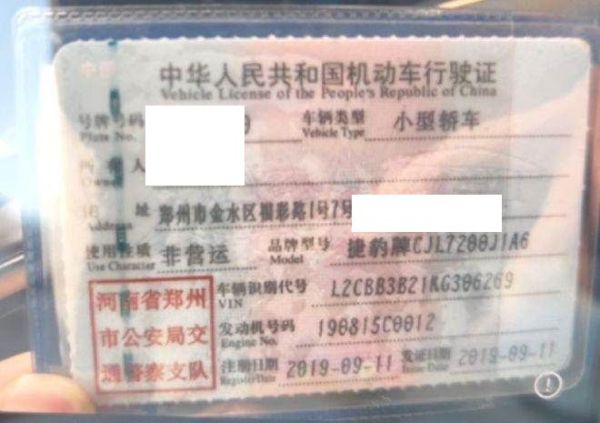 中华人民共和国机动车行驶证
Vehicle License of the People's Republic of China
号牌号码 车辆类型 小型轿车
Plate No. Vehicle Type
人
Owner
址 郑州市金水区福彩路1号7号
Address
使用性质 非营运 品牌型号 捷豹牌CJL7200J1A6
Use Character Model
河南省郑州 车辆识别代号 L2CBB3B21KG306269
VIN
市公安局交 发动机号码 190815C0012
Engine No.
通警察支队 注册日期 2019-09-11 发证日期 2019-09-11
Register Date Issue Date